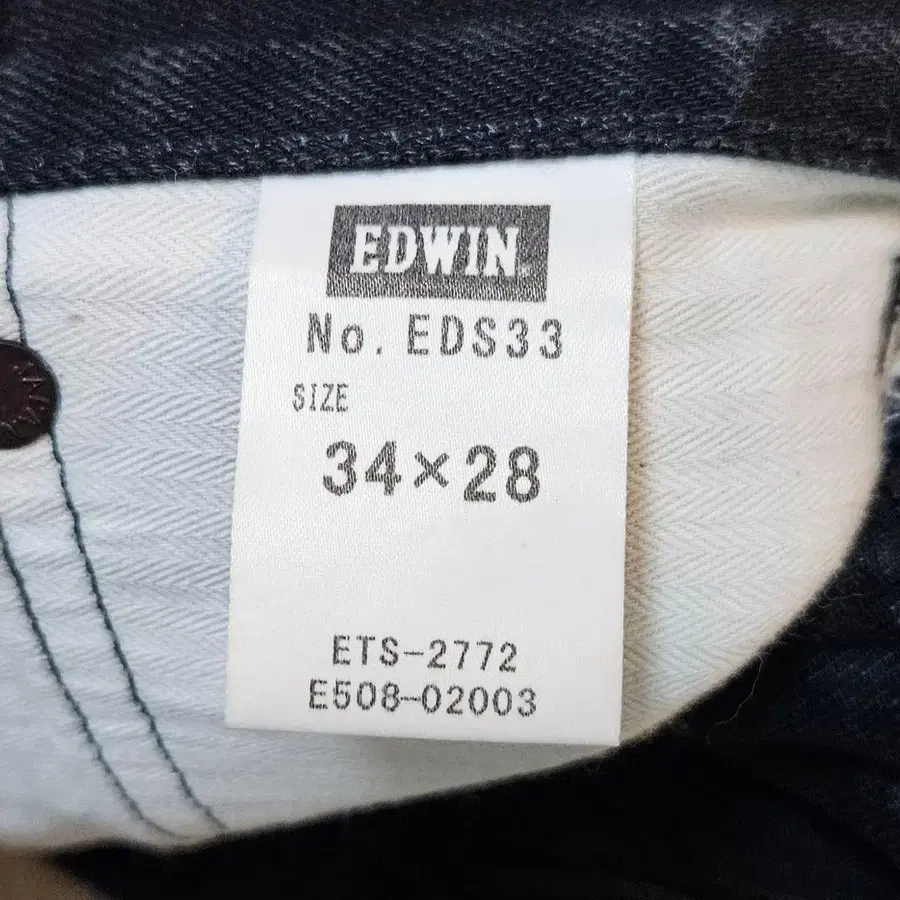 EDWIN
No. EDS33
SIZE
34×28
ETS-2772
E508-02003